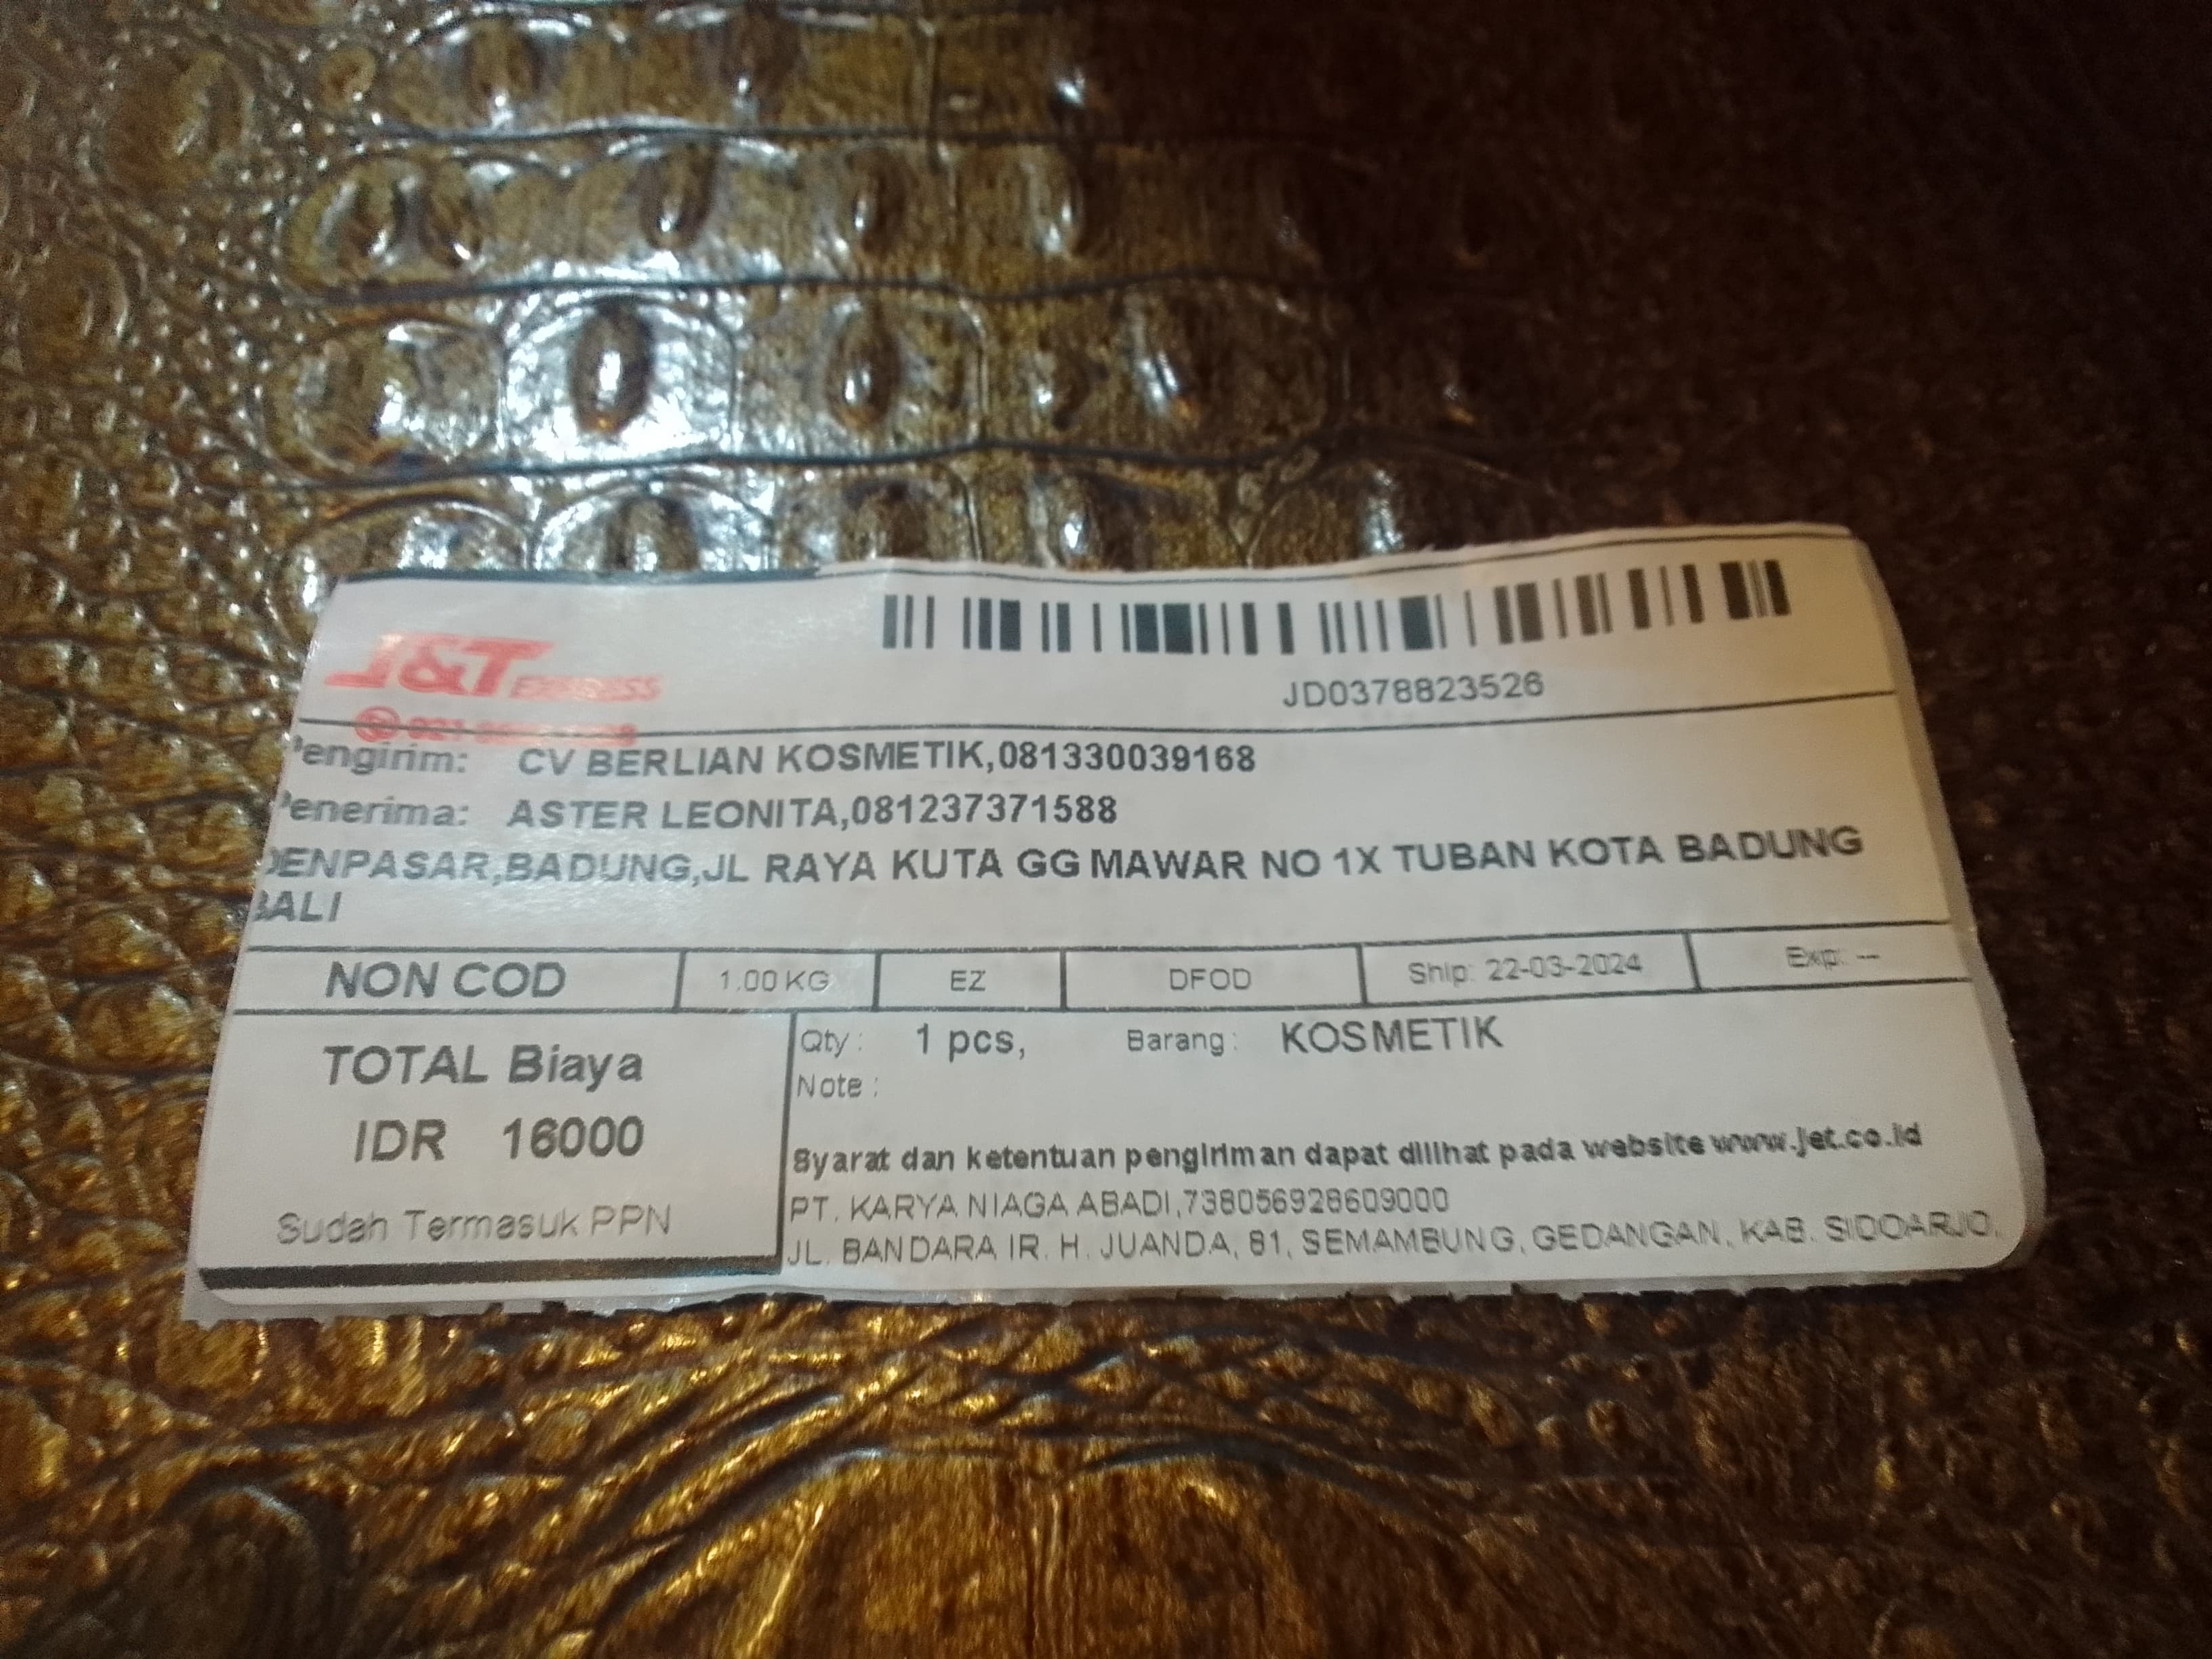 J&T EXPRESS
JD0378823526
Pengirim: CV BERLIAN KOSMETIK,081330039168
Penerima: ASTER LEONITA,081237371588
DENPASAR,BADUNG,JL RAYA KUTA GG MAWAR NO 1X TUBAN KOTA BADUNG
BALI
NON COD 1.00 KG EZ DFOD Ship: 22-03-2024 Exp: --
TOTAL Biaya
IDR 16000
Sudah Termasuk PPN
Qty : 1 pcs, Barang : KOSMETIK
Note :
Syarat dan ketentuan pengiriman dapat dilihat pada website www.jet.co.id
PT. KARYA NIAGA ABADI,738056928609000
JL. BANDARA IR. H. JUANDA, 81, SEMAMBUNG, GEDANGAN, KAB. SIDOARJO,